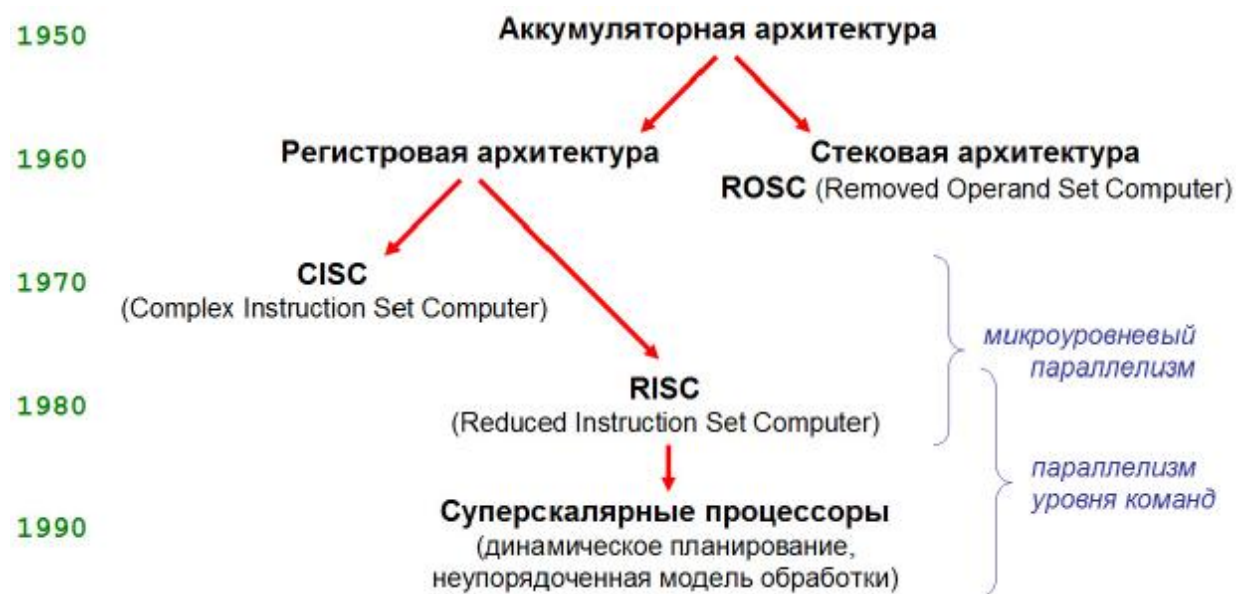 1950
Аккумуляторная архитектура
1960
Регистровая архитектура
Стековая архитектура
ROSC (Removed Operand Set Computer)
1970
CISC
(Complex Instruction Set Computer)
микроуровневый
параллелизм
1980
RISC
(Reduced Instruction Set Computer)
параллелизм
уровня команд
1990
Суперскалярные процессоры
(динамическое планирование,
неупорядоченная модель обработки)